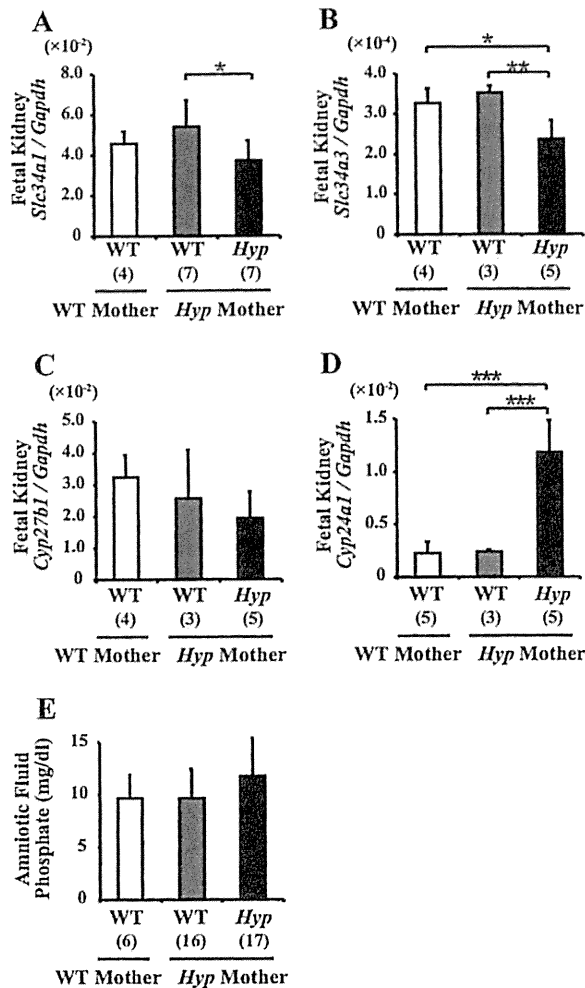 A
(×10⁻²)
Fetal Kidney
Slc34a1 / Gapdh
8.0
6.0
4.0
2.0
0
*
WT
WT
Hyp
(4)
(7)
(7)
WT Mother
Hyp Mother
B
(×10⁻⁴)
Fetal Kidney
Slc34a3 / Gapdh
4.0
3.0
2.0
1.0
0
*
**
WT
WT
Hyp
(4)
(3)
(5)
WT Mother
Hyp Mother
C
(×10⁻²)
Fetal Kidney
Cyp27b1 / Gapdh
5.0
4.0
3.0
2.0
1.0
0
WT
WT
Hyp
(4)
(3)
(5)
WT Mother
Hyp Mother
D
(×10⁻²)
Fetal Kidney
Cyp24a1 / Gapdh
1.5
1.0
0.5
0
***
***
WT
WT
Hyp
(5)
(3)
(5)
WT Mother
Hyp Mother
E
Amniotic Fluid
Phosphate (mg/dl)
15
10
5
0
WT
WT
Hyp
(6)
(16)
(17)
WT Mother
Hyp Mother